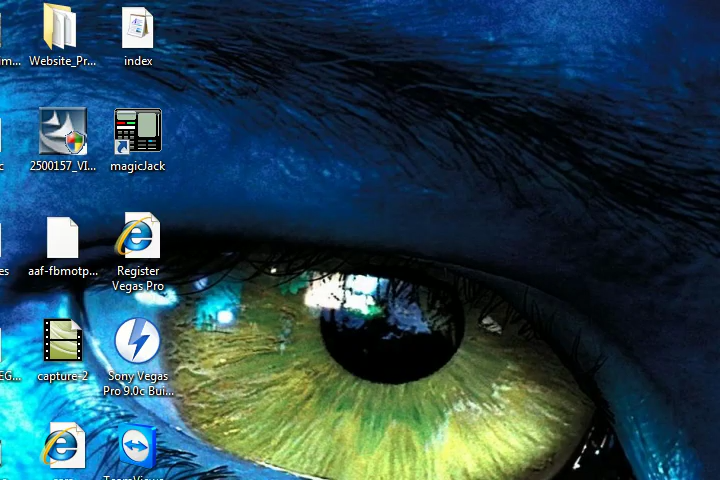 im...
Website_Pr...
index
2500157_VI...
magicJack
es
aaf-fbmotp...
Register
Vegas Pro
EG...
capture-2
Sony Vegas
Pro 9.0c Bui...